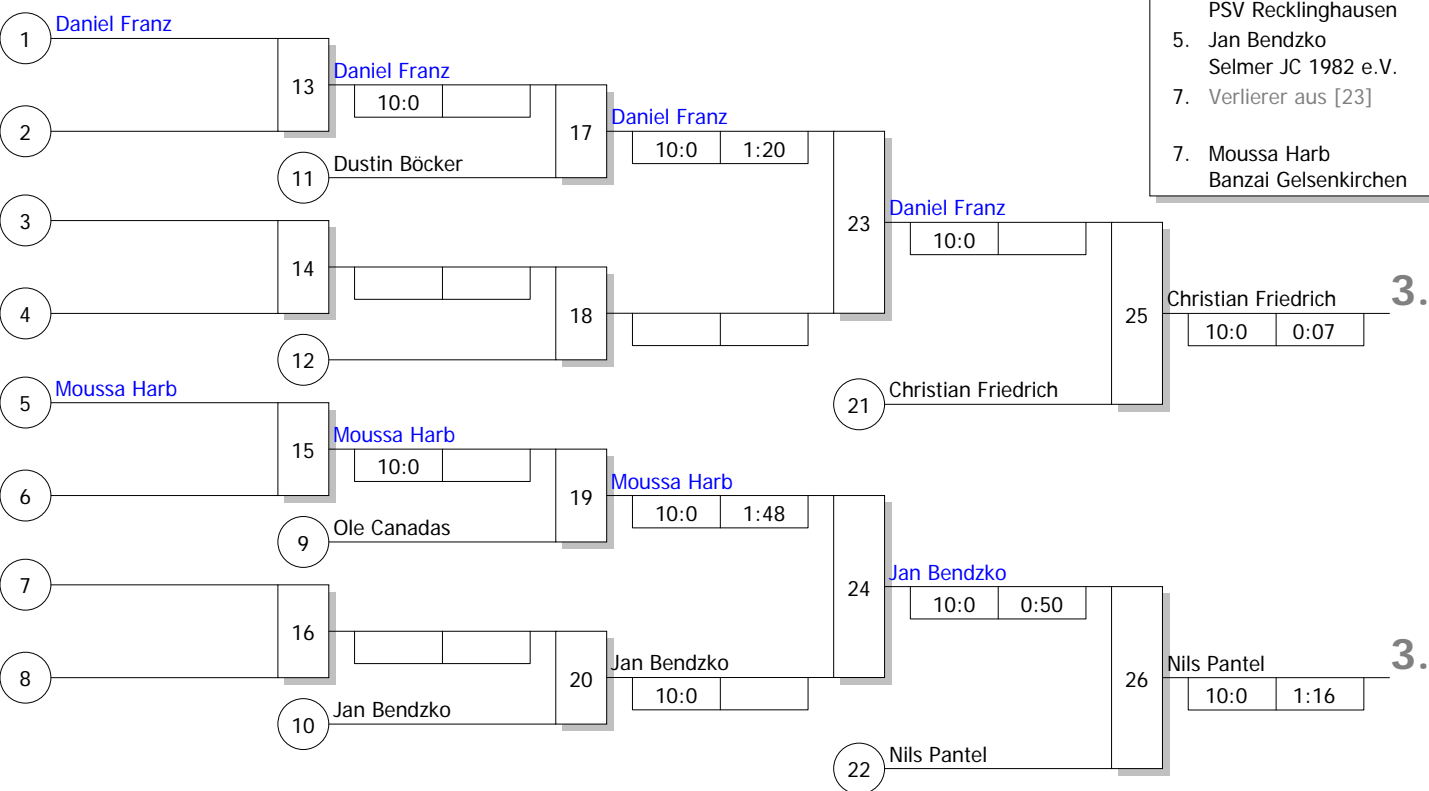 PSV Recklinghausen
5. Jan Bendzko
Selmer JC 1982 e.V.
7. Verlierer aus [23]
7. Moussa Harb
Banzai Gelsenkirchen
1 Daniel Franz
13 Daniel Franz
10:0
2
17 Daniel Franz
10:0 1:20
11 Dustin Böcker
3
23 Daniel Franz
10:0
14
4
18
12
25 Christian Friedrich 3.
10:0 0:07
21 Christian Friedrich
5 Moussa Harb
15 Moussa Harb
10:0
6
19 Moussa Harb
10:0 1:48
9 Ole Canadas
7
24 Jan Bendzko
10:0 0:50
16
8
20 Jan Bendzko
10:0
10 Jan Bendzko
26 Nils Pantel 3.
10:0 1:16
22 Nils Pantel